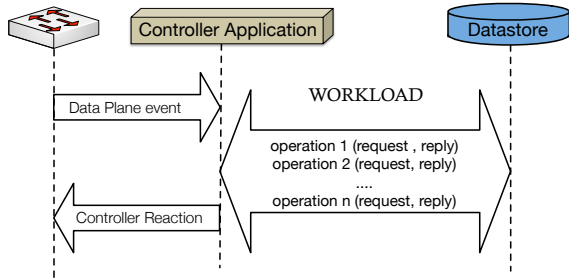 Controller Application
Datastore
Data Plane event
WORKLOAD
operation 1 (request , reply)
operation 2 (request, reply)
....
operation n (request, reply)
Controller Reaction